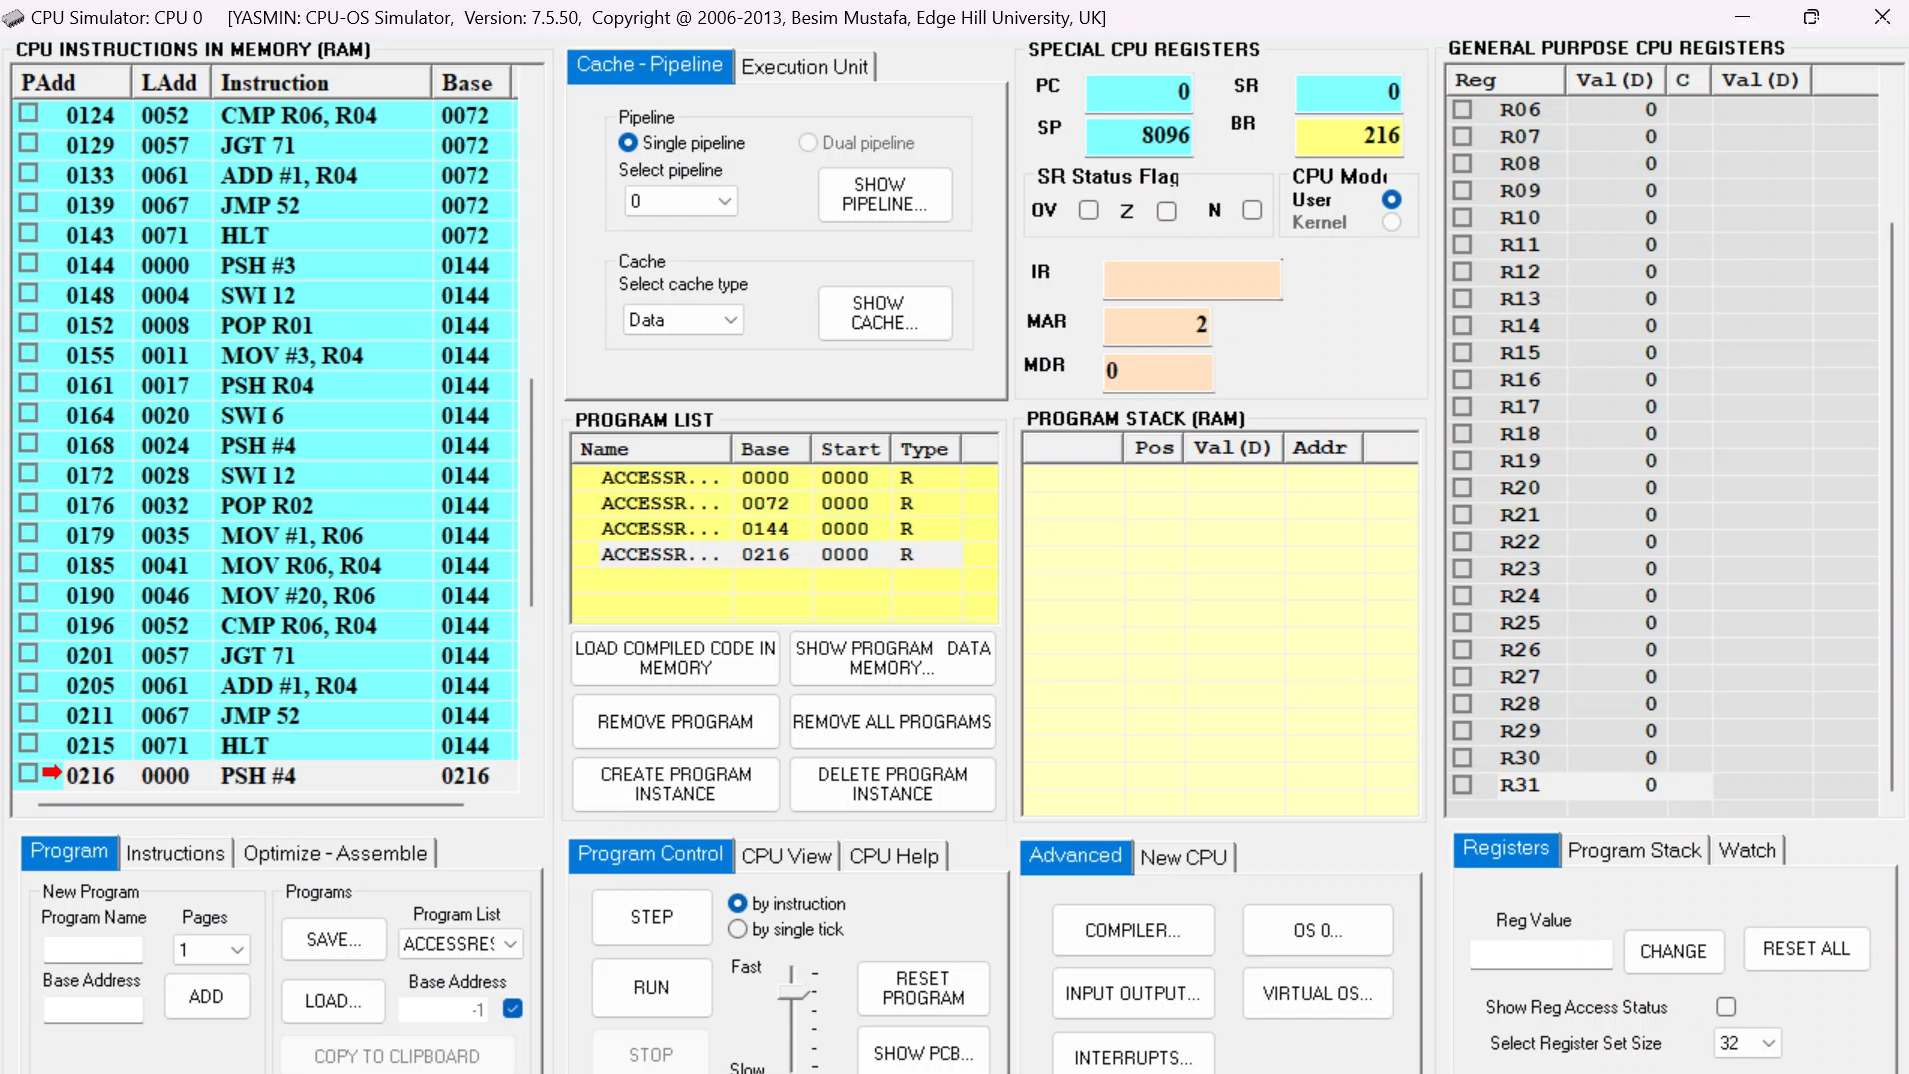 CPU Simulator: CPU 0 [YASMIN: CPU-OS Simulator, Version: 7.5.50, Copyright @ 2006-2013, Besim Mustafa, Edge Hill University, UK]
CPU INSTRUCTIONS IN MEMORY (RAM)
PAdd LAdd Instruction Base
0124 0052 CMP R06, R04 0072
0129 0057 JGT 71 0072
0133 0061 ADD #1, R04 0072
0139 0067 JMP 52 0072
0143 0071 HLT 0072
0144 0000 PSH #3 0144
0148 0004 SWI 12 0144
0152 0008 POP R01 0144
0155 0011 MOV #3, R04 0144
0161 0017 PSH R04 0144
0164 0020 SWI 6 0144
0168 0024 PSH #4 0144
0172 0028 SWI 12 0144
0176 0032 POP R02 0144
0179 0035 MOV #1, R06 0144
0185 0041 MOV R06, R04 0144
0190 0046 MOV #20, R06 0144
0196 0052 CMP R06, R04 0144
0201 0057 JGT 71 0144
0205 0061 ADD #1, R04 0144
0211 0067 JMP 52 0144
0215 0071 HLT 0144
0216 0000 PSH #4 0216
Program Instructions Optimize - Assemble
New Program
Program Name Pages
1
Base Address
ADD
Programs
Program List
SAVE...
ACCESSRES
Base Address
LOAD...
-1
COPY TO CLIPBOARD
Cache - Pipeline Execution Unit
Pipeline
Single pipeline Dual pipeline
Select pipeline
0
SHOW
PIPELINE...
Cache
Select cache type
Data
SHOW
CACHE...
PROGRAM LIST
Name Base Start Type
ACCESSR... 0000 0000 R
ACCESSR... 0072 0000 R
ACCESSR... 0144 0000 R
ACCESSR... 0216 0000 R
LOAD COMPILED CODE IN
MEMORY
SHOW PROGRAM DATA
MEMORY...
REMOVE PROGRAM
REMOVE ALL PROGRAMS
CREATE PROGRAM
INSTANCE
DELETE PROGRAM
INSTANCE
Program Control CPU View CPU Help
STEP
by instruction
by single tick
RUN
Fast
RESET
PROGRAM
STOP
Slow
SHOW PCB...
SPECIAL CPU REGISTERS
PC 0 SR 0
SP 8096 BR 216
SR Status Flag
OV Z N
CPU Mode
User
Kernel
IR
MAR 2
MDR 0
PROGRAM STACK (RAM)
Pos Val(D) Addr
Advanced New CPU
COMPILER...
OS 0...
INPUT OUTPUT...
VIRTUAL OS...
INTERRUPTS...
GENERAL PURPOSE CPU REGISTERS
Reg Val(D) C Val(D)
R06 0
R07 0
R08 0
R09 0
R10 0
R11 0
R12 0
R13 0
R14 0
R15 0
R16 0
R17 0
R18 0
R19 0
R20 0
R21 0
R22 0
R23 0
R24 0
R25 0
R26 0
R27 0
R28 0
R29 0
R30 0
R31 0
Registers Program Stack Watch
Reg Value
CHANGE
RESET ALL
Show Reg Access Status
Select Register Set Size
32